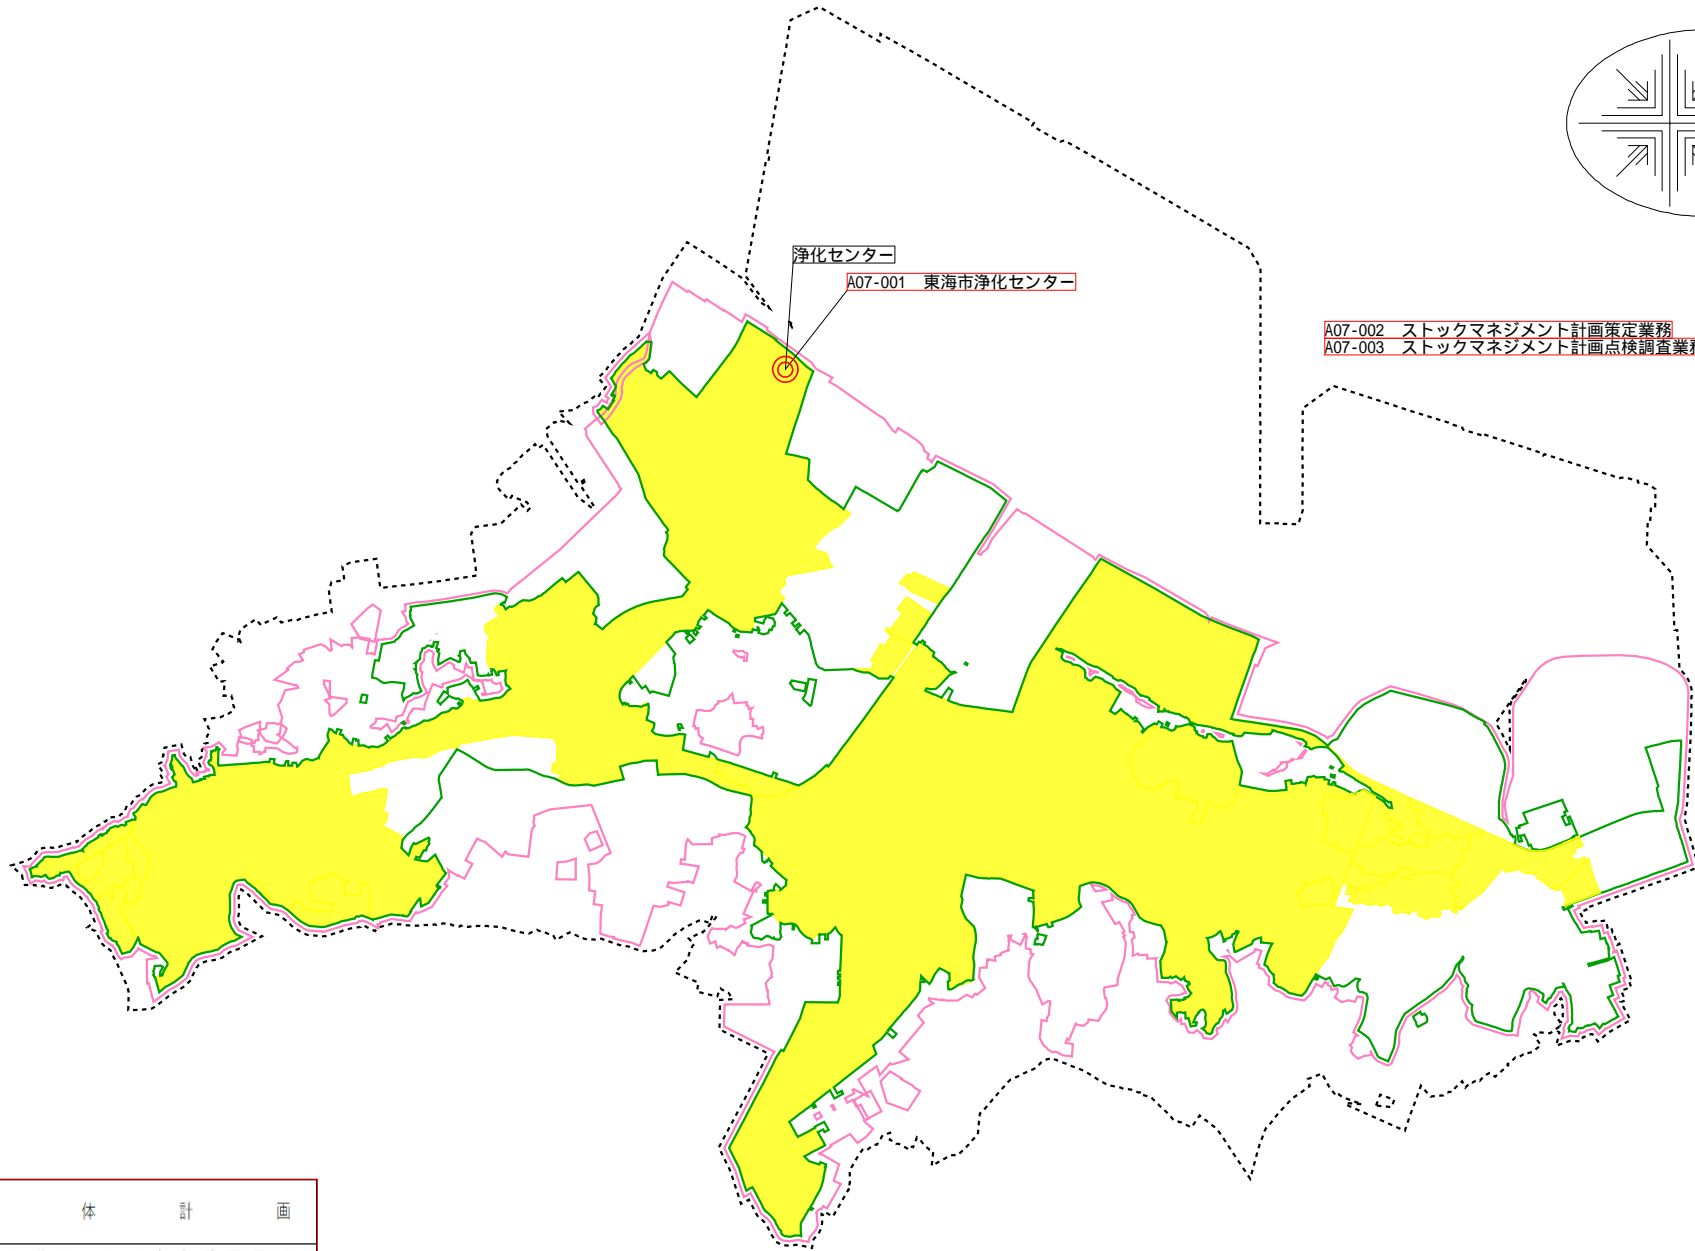 浄化センター
A07-001　東海市浄化センター
A07-002　ストックマネジメント計画策定業務
A07-003　ストックマネジメント計画点検調査業務
体　計　画